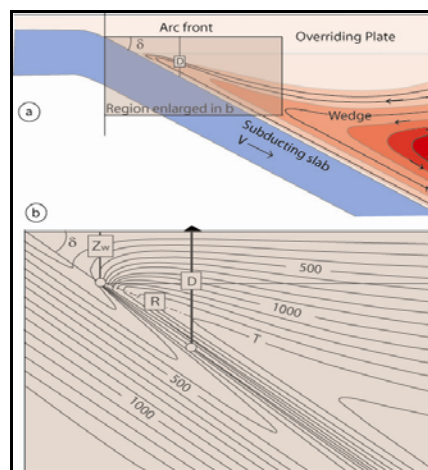 Arc front
δ
Overriding Plate
D
Region enlarged in b
Wedge
a
Subducting slab
V
b
δ
Zw
500
D
R
1000
T
500
1000